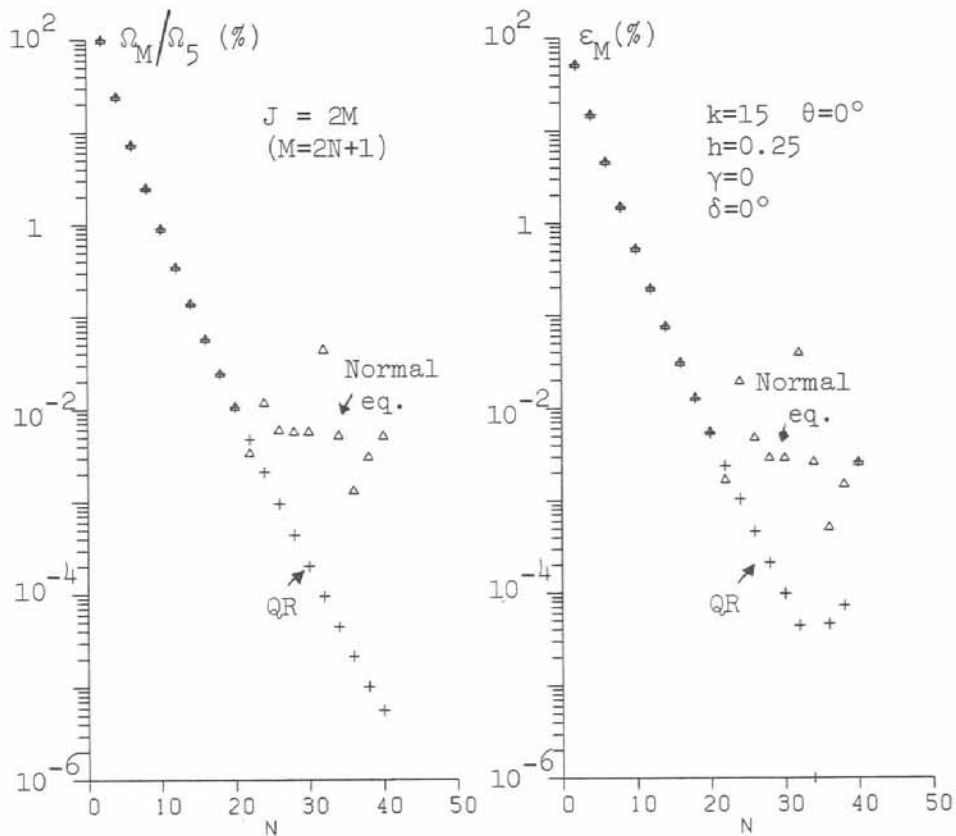 10² Ω_M/Ω_5 (%)
J = 2M
(M=2N+1)
1
Normal
eq.
10⁻²
10⁻⁴
QR
10⁻⁶
0 10 20 30 40 50
N
10² ε_M(%)
k=15 θ=0°
h=0.25
γ=0
δ=0°
1
Normal
eq.
10⁻²
10⁻⁴
QR
10⁻⁶
0 10 20 30 40 50
N